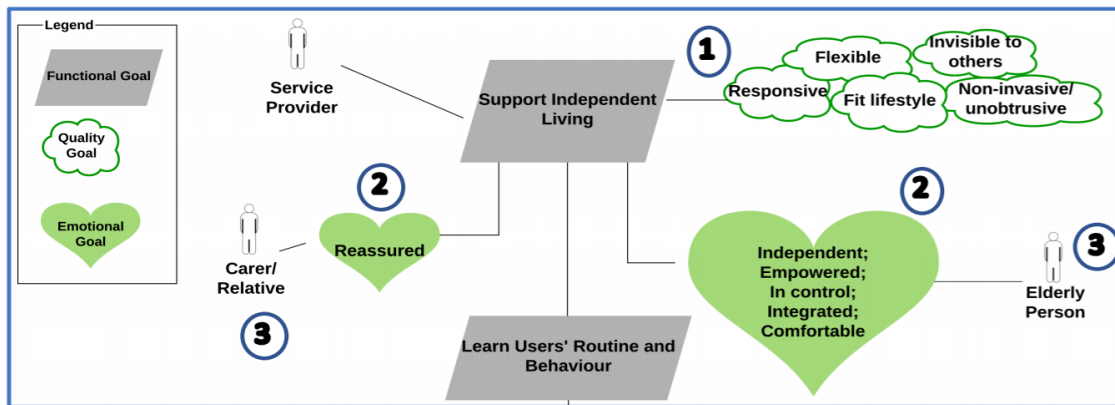 Legend
Functional Goal
Quality
Goal
Emotional
Goal
Service
Provider
Carer/
Relative
3
2
Reassured
Support Independent
Living
1
Responsive
Flexible
Fit lifestyle
Invisible to
others
Non-invasive/
unobtrusive
2
Independent;
Empowered;
In control;
Integrated;
Comfortable
3
Elderly
Person
Learn Users' Routine and
Behaviour